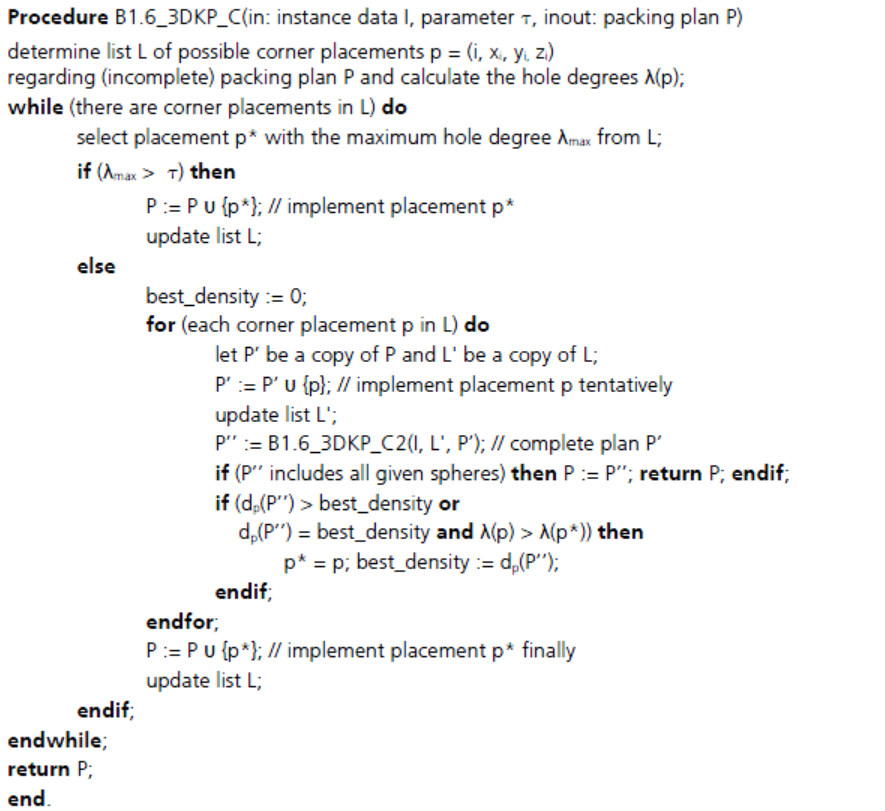 Procedure B1.6_3DKP_C(in: instance data I, parameter τ, inout: packing plan P)
determine list L of possible corner placements p = (i, xᵢ, yᵢ, zᵢ)
regarding (incomplete) packing plan P and calculate the hole degrees λ(p);
while (there are corner placements in L) do
select placement p* with the maximum hole degree λmax from L;
if (λmax > τ) then
P := P ∪ {p*}; // implement placement p*
update list L;
else
best_density := 0;
for (each corner placement p in L) do
let P' be a copy of P and L' be a copy of L;
P' := P' ∪ {p}; // implement placement p tentatively
update list L';
P'' := B1.6_3DKP_C2(I, L', P'); // complete plan P'
if (P'' includes all given spheres) then P := P''; return P; endif;
if (dₚ(P'') > best_density or
dₚ(P'') = best_density and λ(p) > λ(p*)) then
p* = p; best_density := dₚ(P'');
endif;
endfor;
P := P ∪ {p*}; // implement placement p* finally
update list L;
endif;
endwhile;
return P;
end.